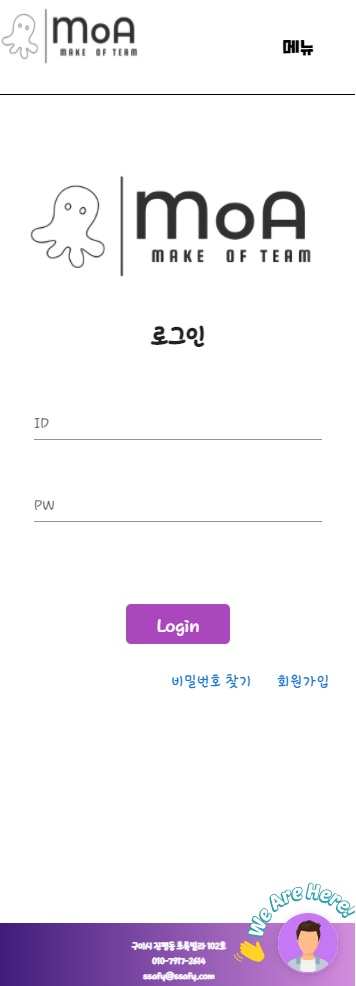 MoA
MAKE OF TEAM
메뉴
MoA
MAKE OF TEAM
로그인
ID
PW
Login
비밀번호 찾기 회원가입
We Are Here!
구미시 진평동 초록빌라 102호
010-7917-2614
ssafy@ssafy.com